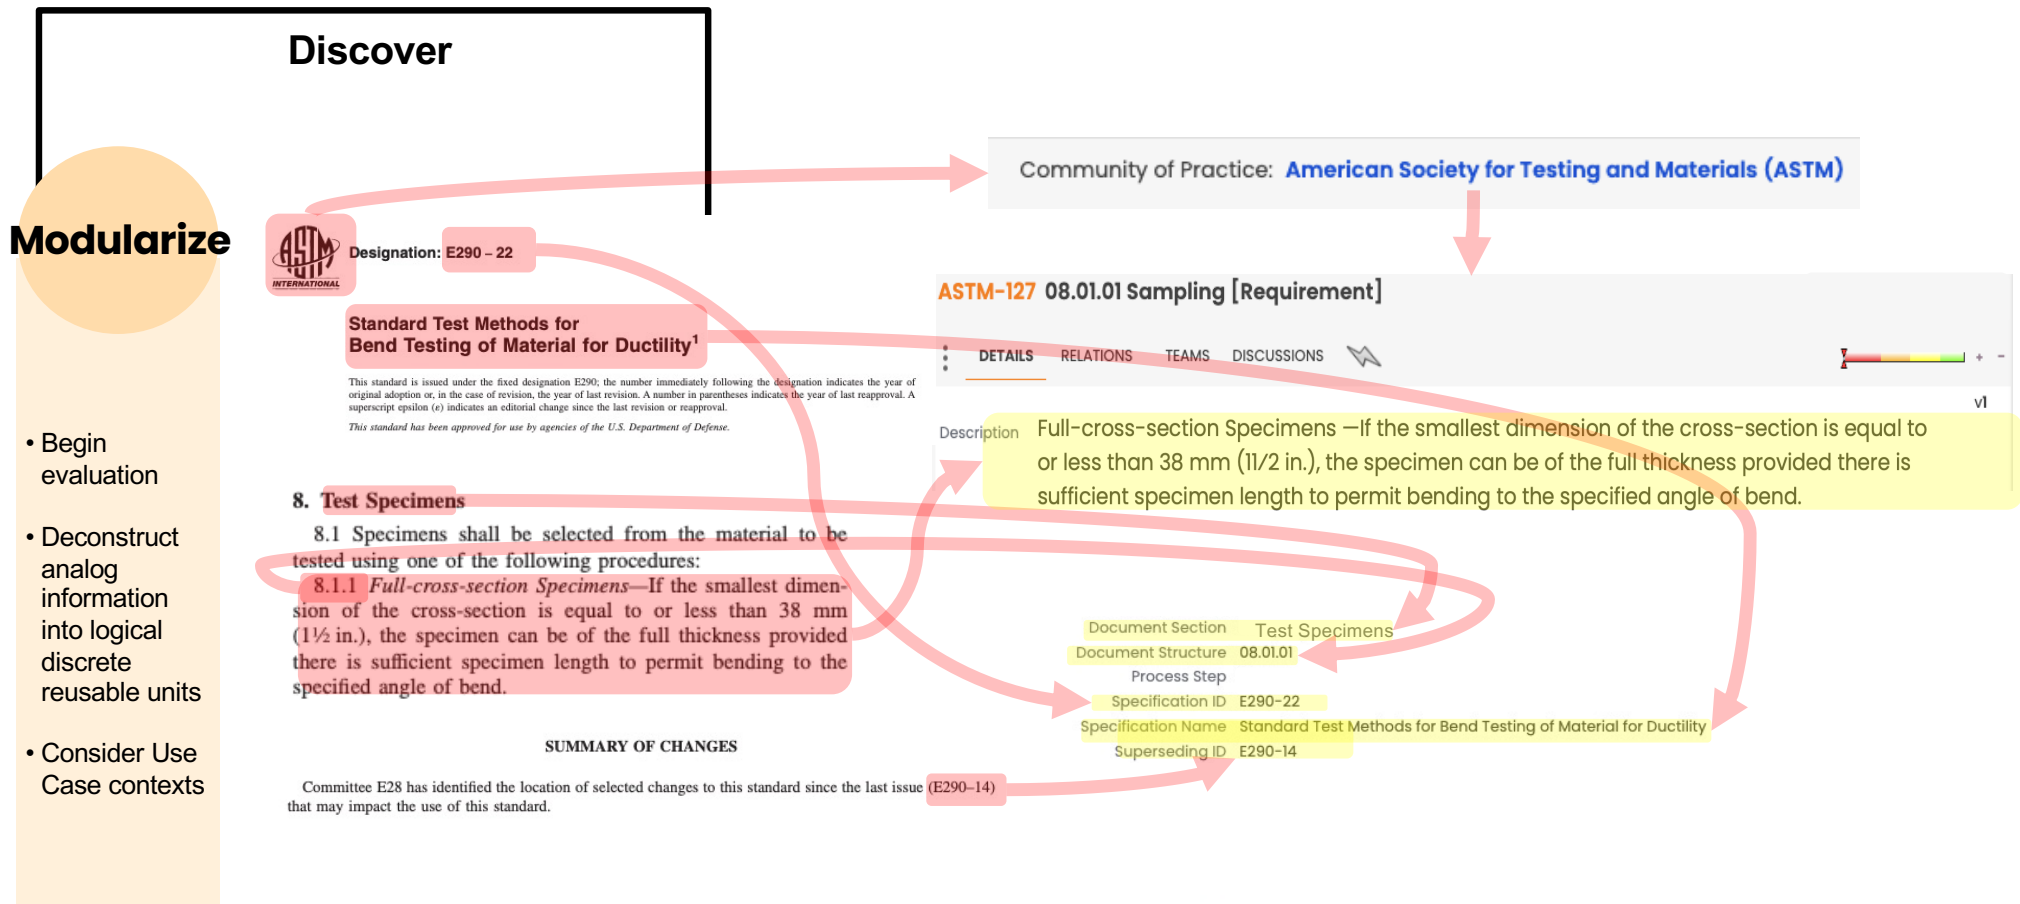 Discover
Modularize
• Begin
evaluation
• Deconstruct
analog
information
into logical
discrete
reusable units
• Consider Use
Case contexts
ASTM
INTERNATIONAL
Designation: E290 – 22
Standard Test Methods for
Bend Testing of Material for Ductility¹
This standard is issued under the fixed designation E290; the number immediately following the designation indicates the year of
original adoption or, in the case of revision, the year of last revision. A number in parentheses indicates the year of last reapproval. A
superscript epsilon (ε) indicates an editorial change since the last revision or reapproval.
This standard has been approved for use by agencies of the U.S. Department of Defense.
8. Test Specimens
8.1 Specimens shall be selected from the material to be
tested using one of the following procedures:
8.1.1 Full-cross-section Specimens—If the smallest dimen-
sion of the cross-section is equal to or less than 38 mm
(1½ in.), the specimen can be of the full thickness provided
there is sufficient specimen length to permit bending to the
specified angle of bend.
SUMMARY OF CHANGES
Committee E28 has identified the location of selected changes to this standard since the last issue (E290–14)
that may impact the use of this standard.
Community of Practice: American Society for Testing and Materials (ASTM)
ASTM-127 08.01.01 Sampling [Requirement]
DETAILS RELATIONS TEAMS DISCUSSIONS
+ −
v1
Description Full-cross-section Specimens —If the smallest dimension of the cross-section is equal to
or less than 38 mm (11/2 in.), the specimen can be of the full thickness provided there is
sufficient specimen length to permit bending to the specified angle of bend.
Document Section Test Specimens
Document Structure 08.01.01
Process Step
Specification ID E290-22
Specification Name Standard Test Methods for Bend Testing of Material for Ductility
Superseding ID E290-14